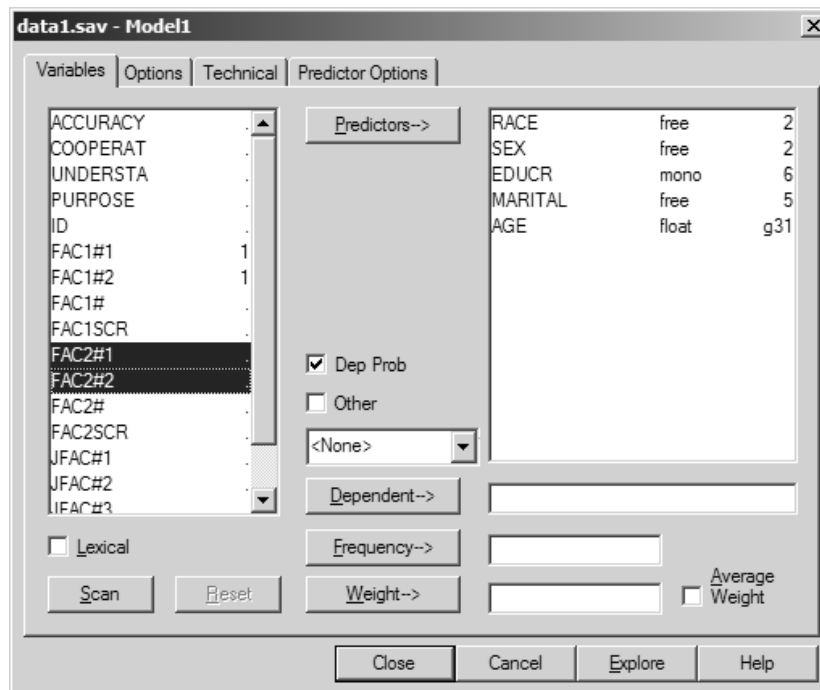 data1.sav - Model1
Variables Options Technical Predictor Options
ACCURACY .
COOPERAT .
UNDERSTA .
PURPOSE .
ID .
FAC1#1 1
FAC1#2 1
FAC1# .
FAC1SCR .
FAC2#1 .
FAC2#2 .
FAC2# .
FAC2SCR .
JFAC#1 .
JFAC#2 .
JFAC#3
Lexical
Scan Reset
Predictors-->
Dep Prob
Other
<None>
Dependent-->
Frequency-->
Weight-->
RACE free 2
SEX free 2
EDUCR mono 6
MARITAL free 5
AGE float g31
Average
Weight
Close Cancel Explore Help